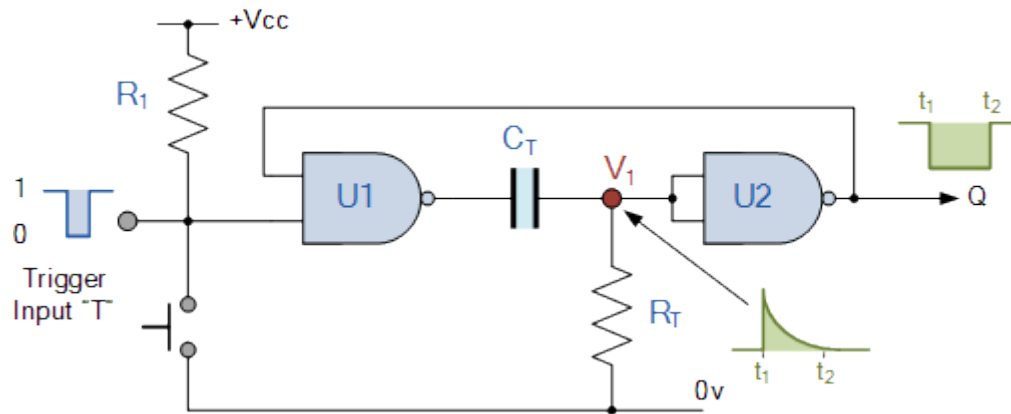 +Vcc
R1
t1 t2
CT
V1
1
U1
U2
Q
0
Trigger
Input "T"
RT
t1 t2
0v